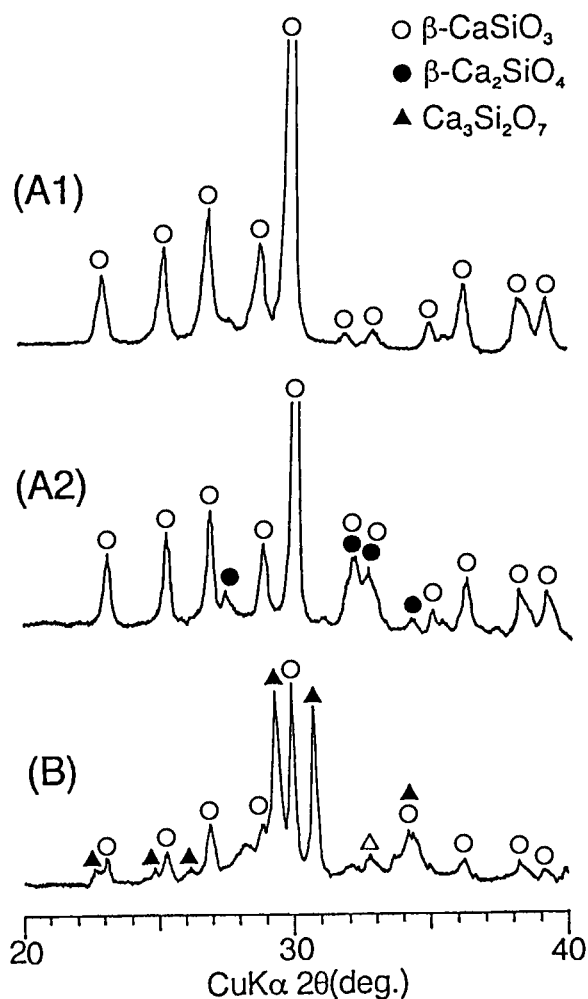 ○ β-CaSiO₃
● β-Ca₂SiO₄
▲ Ca₃Si₂O₇
(A1)
(A2)
(B)
20 30 40
CuKα 2θ(deg.)